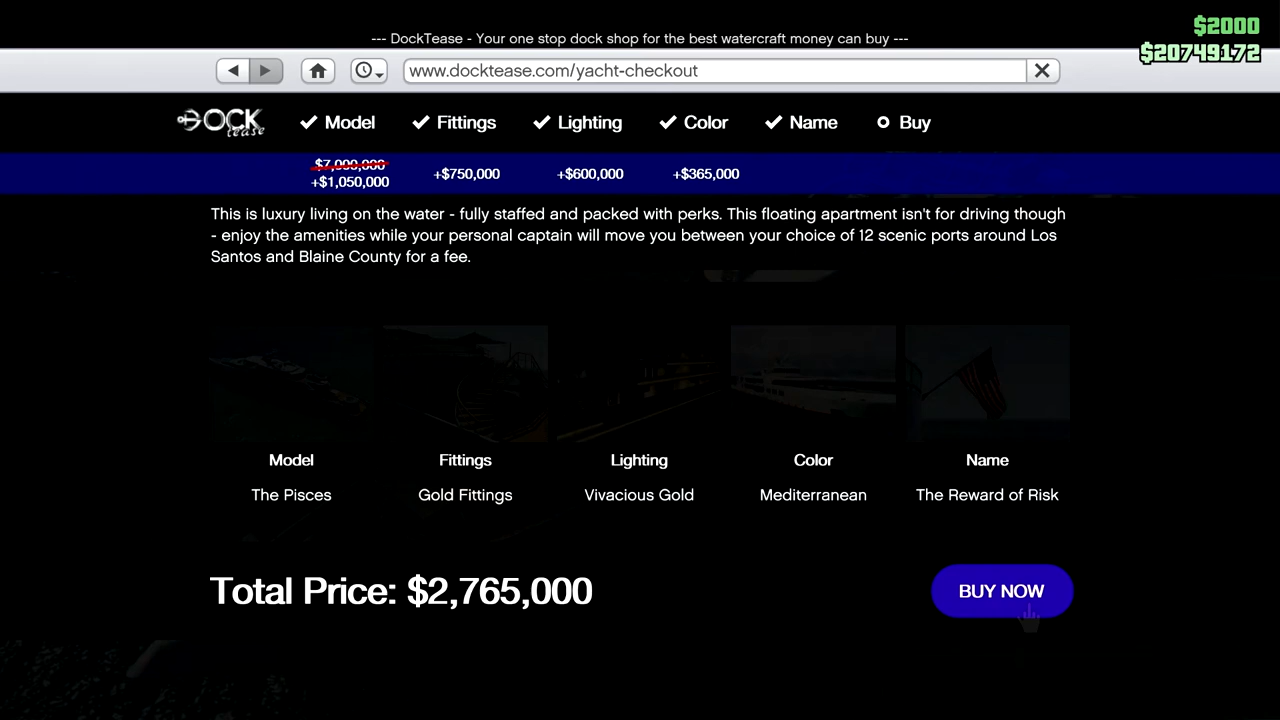 $2000
--- DockTease - Your one stop dock shop for the best watercraft money can buy ---
$20749172
www.docktease.com/yacht-checkout
DOCK tease
Model
Fittings
Lighting
Color
Name
Buy
$7,000,000
+$1,050,000
+$750,000
+$600,000
+$365,000
This is luxury living on the water - fully staffed and packed with perks. This floating apartment isn't for driving though
- enjoy the amenities while your personal captain will move you between your choice of 12 scenic ports around Los
Santos and Blaine County for a fee.
Model
Fittings
Lighting
Color
Name
The Pisces
Gold Fittings
Vivacious Gold
Mediterranean
The Reward of Risk
Total Price: $2,765,000
BUY NOW